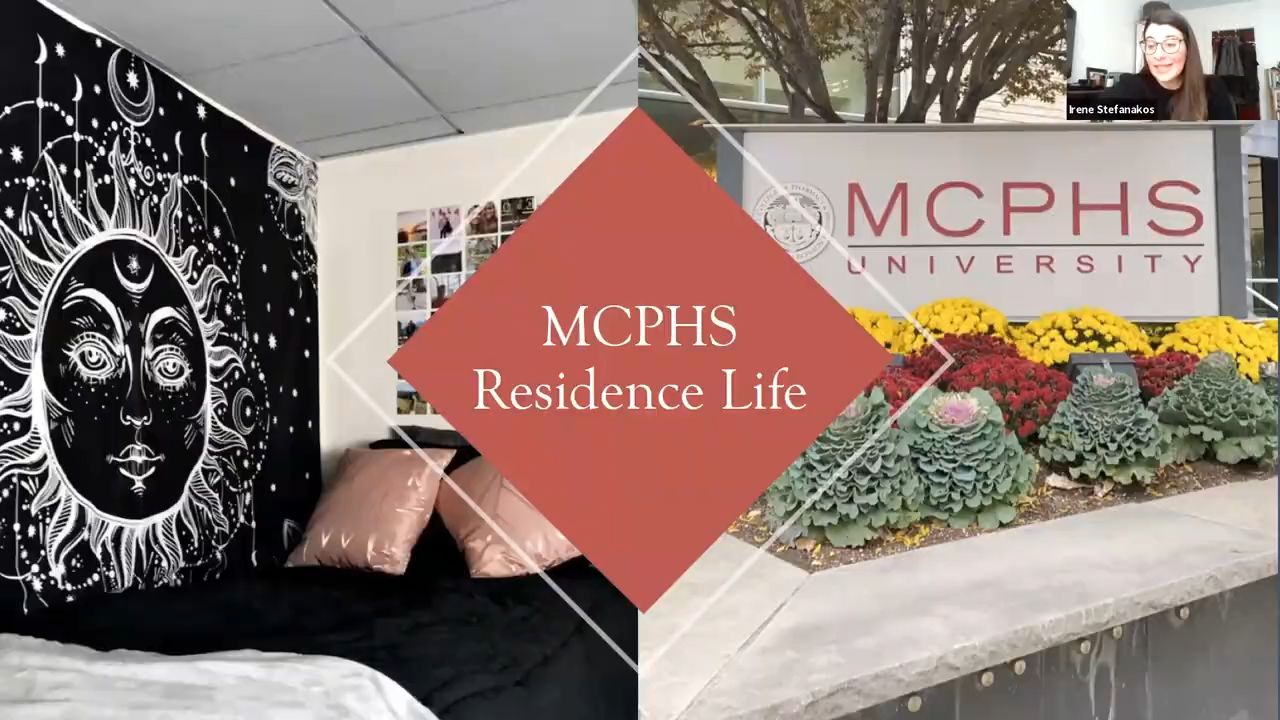 Irene Stefanakos
MCPHS
UNIVERSITY
MCPHS
Residence Life